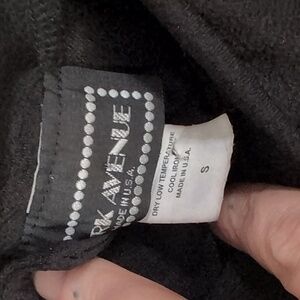 RK AVENUE
MADE IN U.S.A.
DRY LOW TEMPERATURE
COOL IRON
MADE IN U.S.A.
S